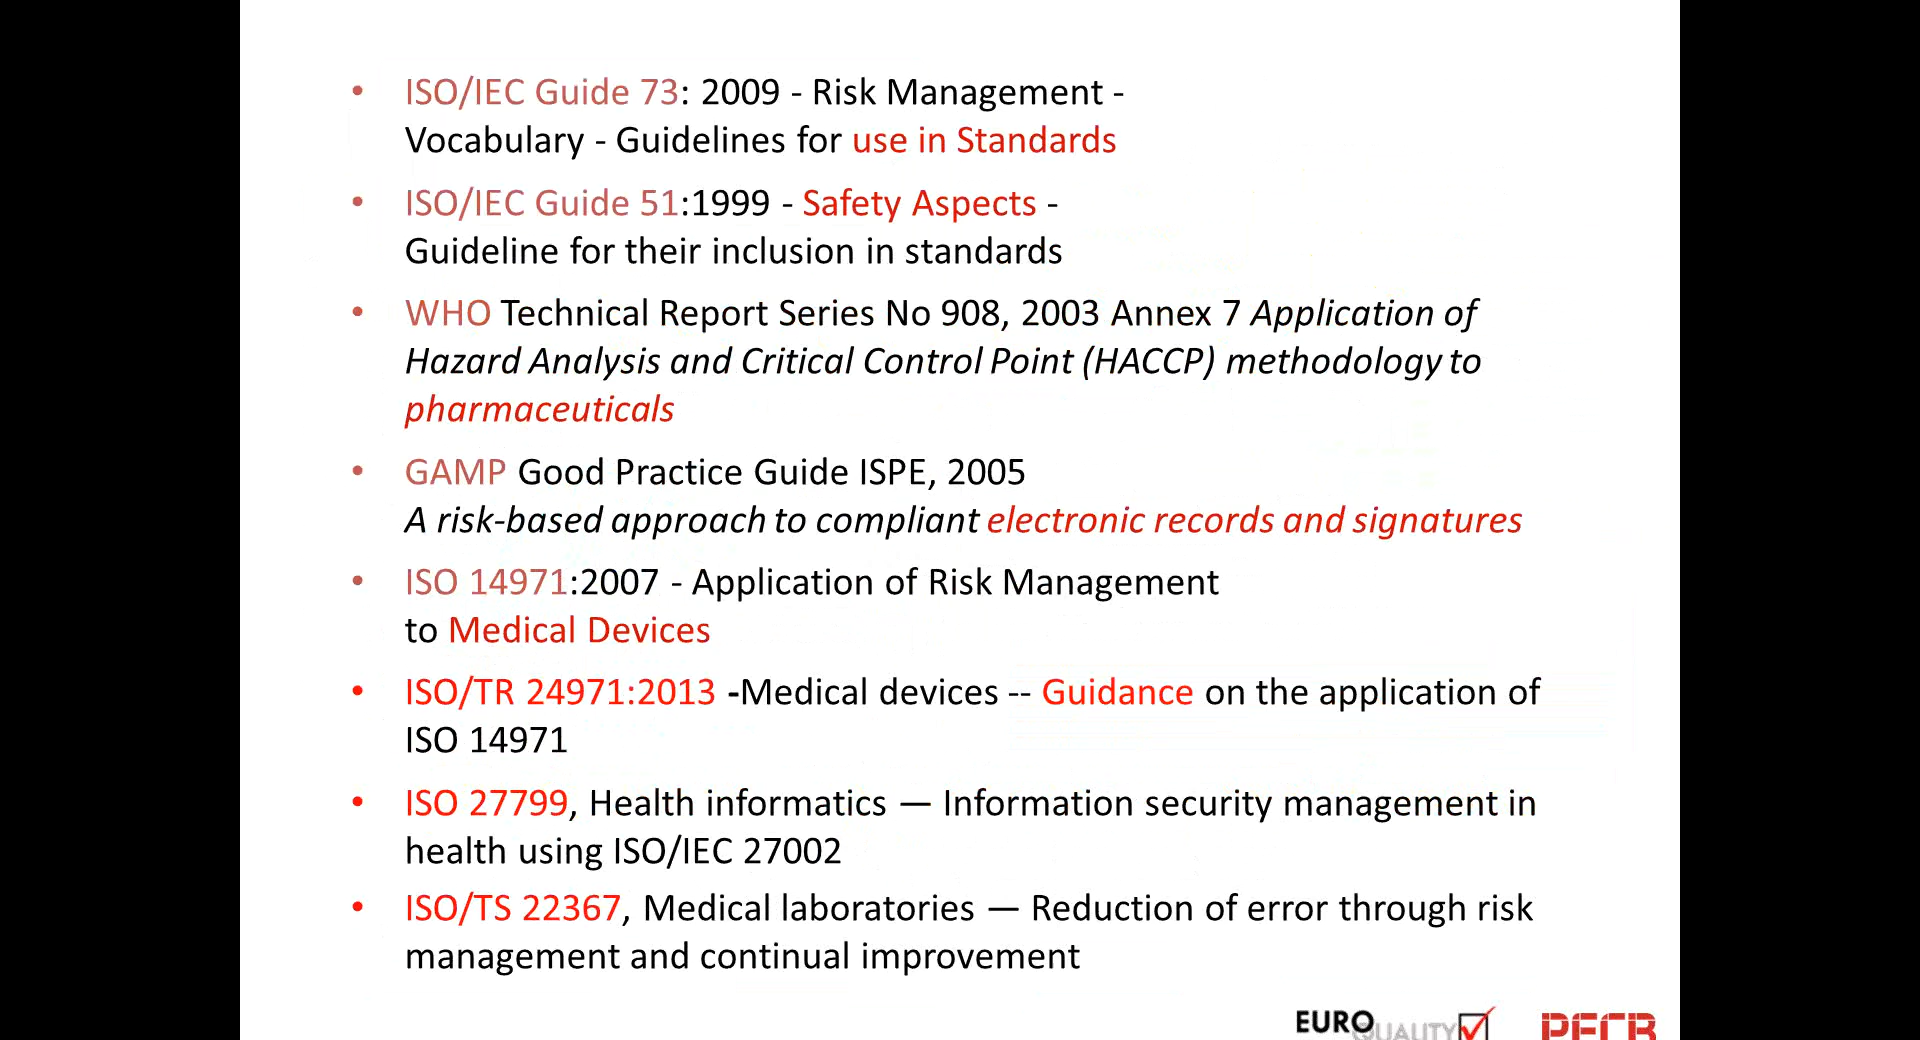 • ISO/IEC Guide 73: 2009 - Risk Management -
Vocabulary - Guidelines for use in Standards
• ISO/IEC Guide 51:1999 - Safety Aspects -
Guideline for their inclusion in standards
• WHO Technical Report Series No 908, 2003 Annex 7 Application of
Hazard Analysis and Critical Control Point (HACCP) methodology to
pharmaceuticals
• GAMP Good Practice Guide ISPE, 2005
A risk-based approach to compliant electronic records and signatures
• ISO 14971:2007 - Application of Risk Management
to Medical Devices
• ISO/TR 24971:2013 -Medical devices -- Guidance on the application of
ISO 14971
• ISO 27799, Health informatics — Information security management in
health using ISO/IEC 27002
• ISO/TS 22367, Medical laboratories — Reduction of error through risk
management and continual improvement
EURO QUALITY
PECB